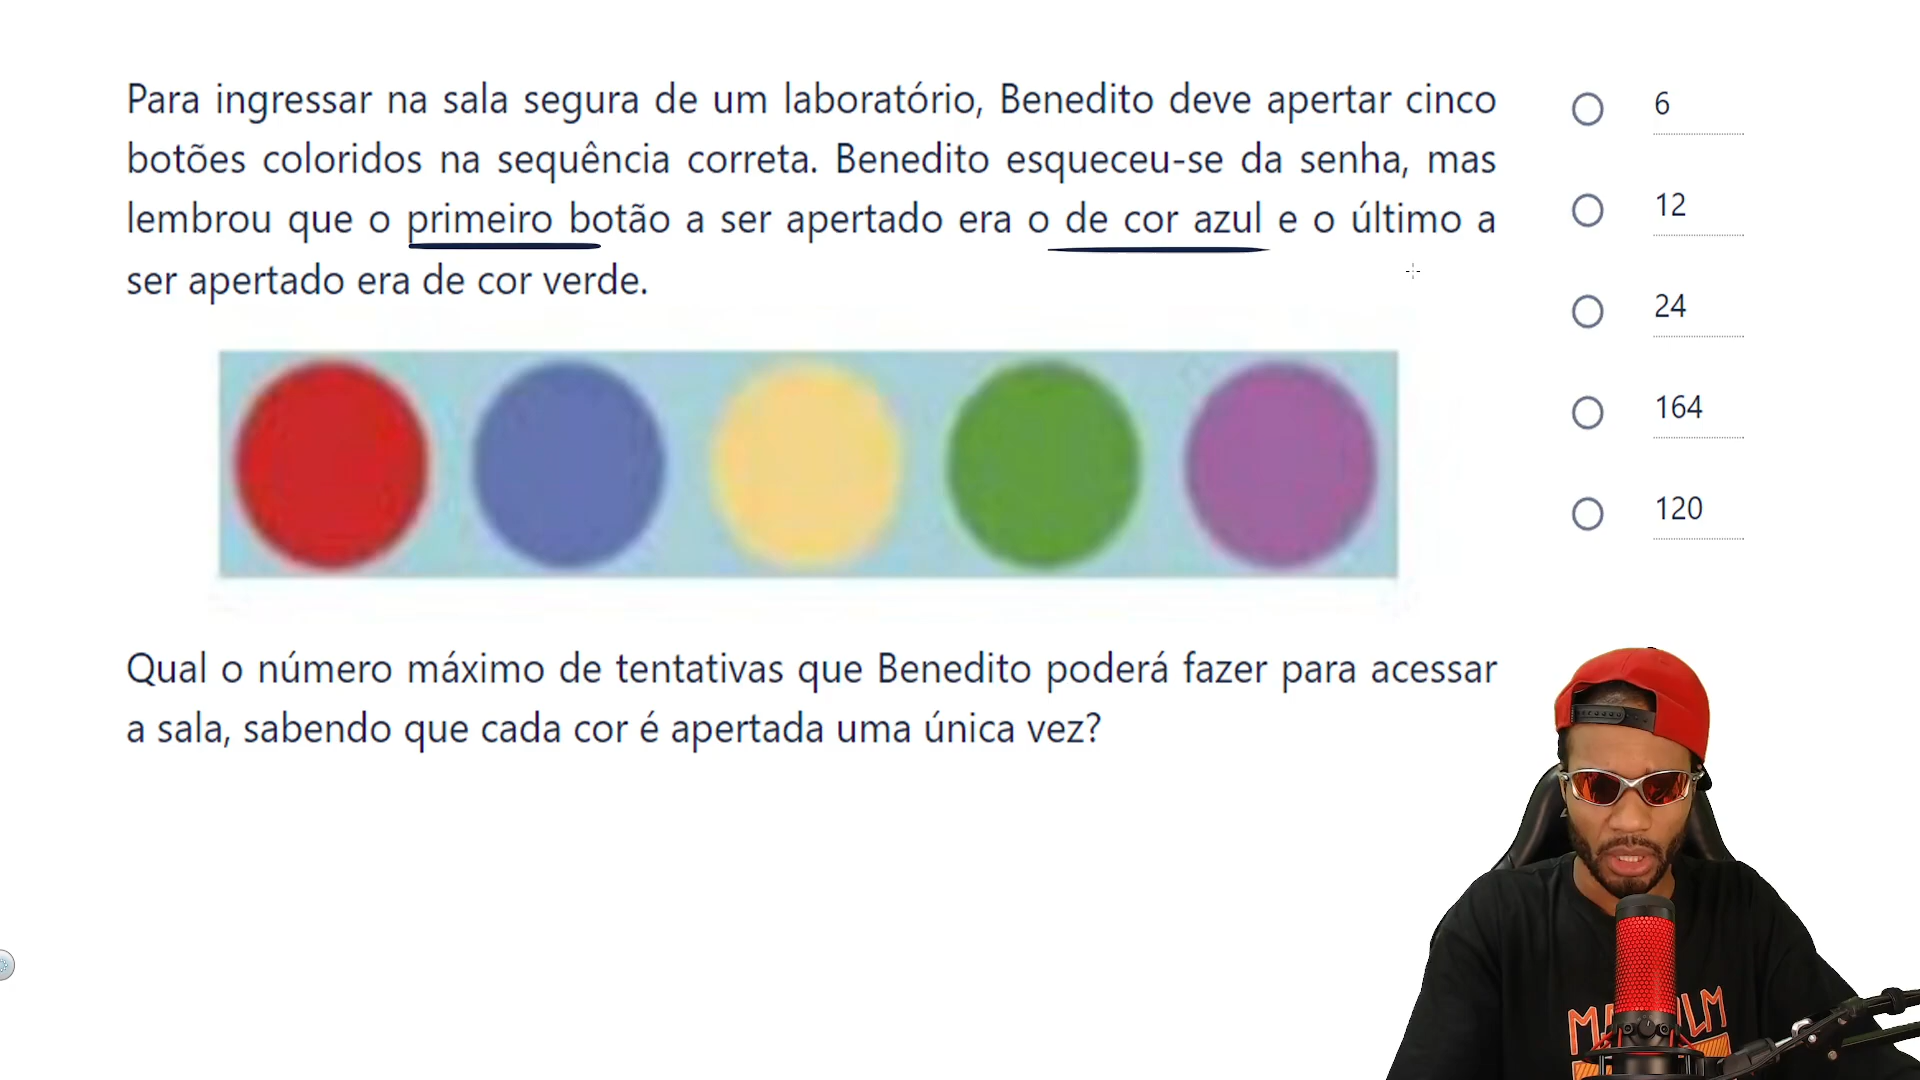 Para ingressar na sala segura de um laboratório, Benedito deve apertar cinco
botões coloridos na sequência correta. Benedito esqueceu-se da senha, mas
lembrou que o primeiro botão a ser apertado era o de cor azul e o último a
ser apertado era de cor verde.
Qual o número máximo de tentativas que Benedito poderá fazer para acessar
a sala, sabendo que cada cor é apertada uma única vez?
6
12
24
164
120